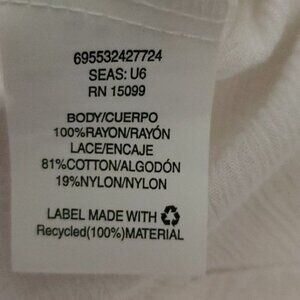 695532427724
SEAS: U6
RN 15099
BODY/CUERPO
100%RAYON/RAYÓN
LACE/ENCAJE
81%COTTON/ALGODÓN
19%NYLON/NYLON
LABEL MADE WITH
Recycled(100%)MATERIAL